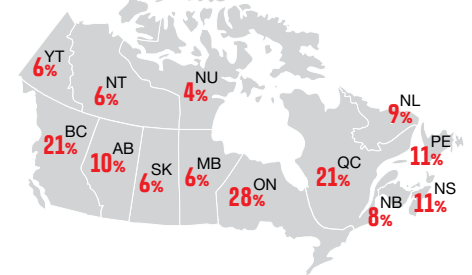 YT
6%
NT
6%
NU
4%
NL
9%
BC
21%
AB
10%
SK
6%
MB
6%
ON
28%
QC
21%
PE
11%
NB
8%
NS
11%